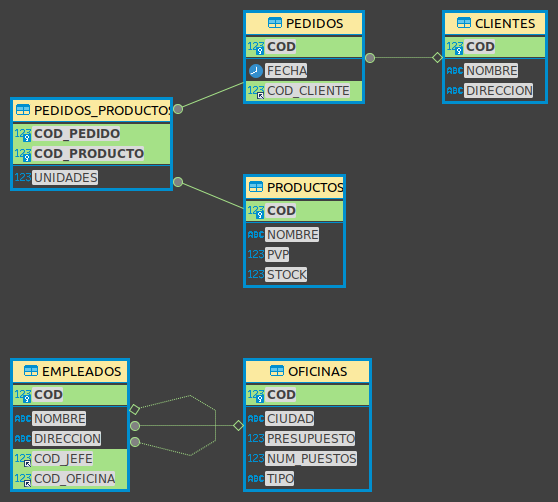 PEDIDOS
123 COD
FECHA
123 COD_CLIENTE
CLIENTES
123 COD
ABC NOMBRE
ABC DIRECCION
PEDIDOS_PRODUCTOS
123 COD_PEDIDO
123 COD_PRODUCTO
123 UNIDADES
PRODUCTOS
123 COD
ABC NOMBRE
123 PVP
123 STOCK
EMPLEADOS
123 COD
ABC NOMBRE
ABC DIRECCION
123 COD_JEFE
123 COD_OFICINA
OFICINAS
123 COD
ABC CIUDAD
123 PRESUPUESTO
123 NUM_PUESTOS
ABC TIPO